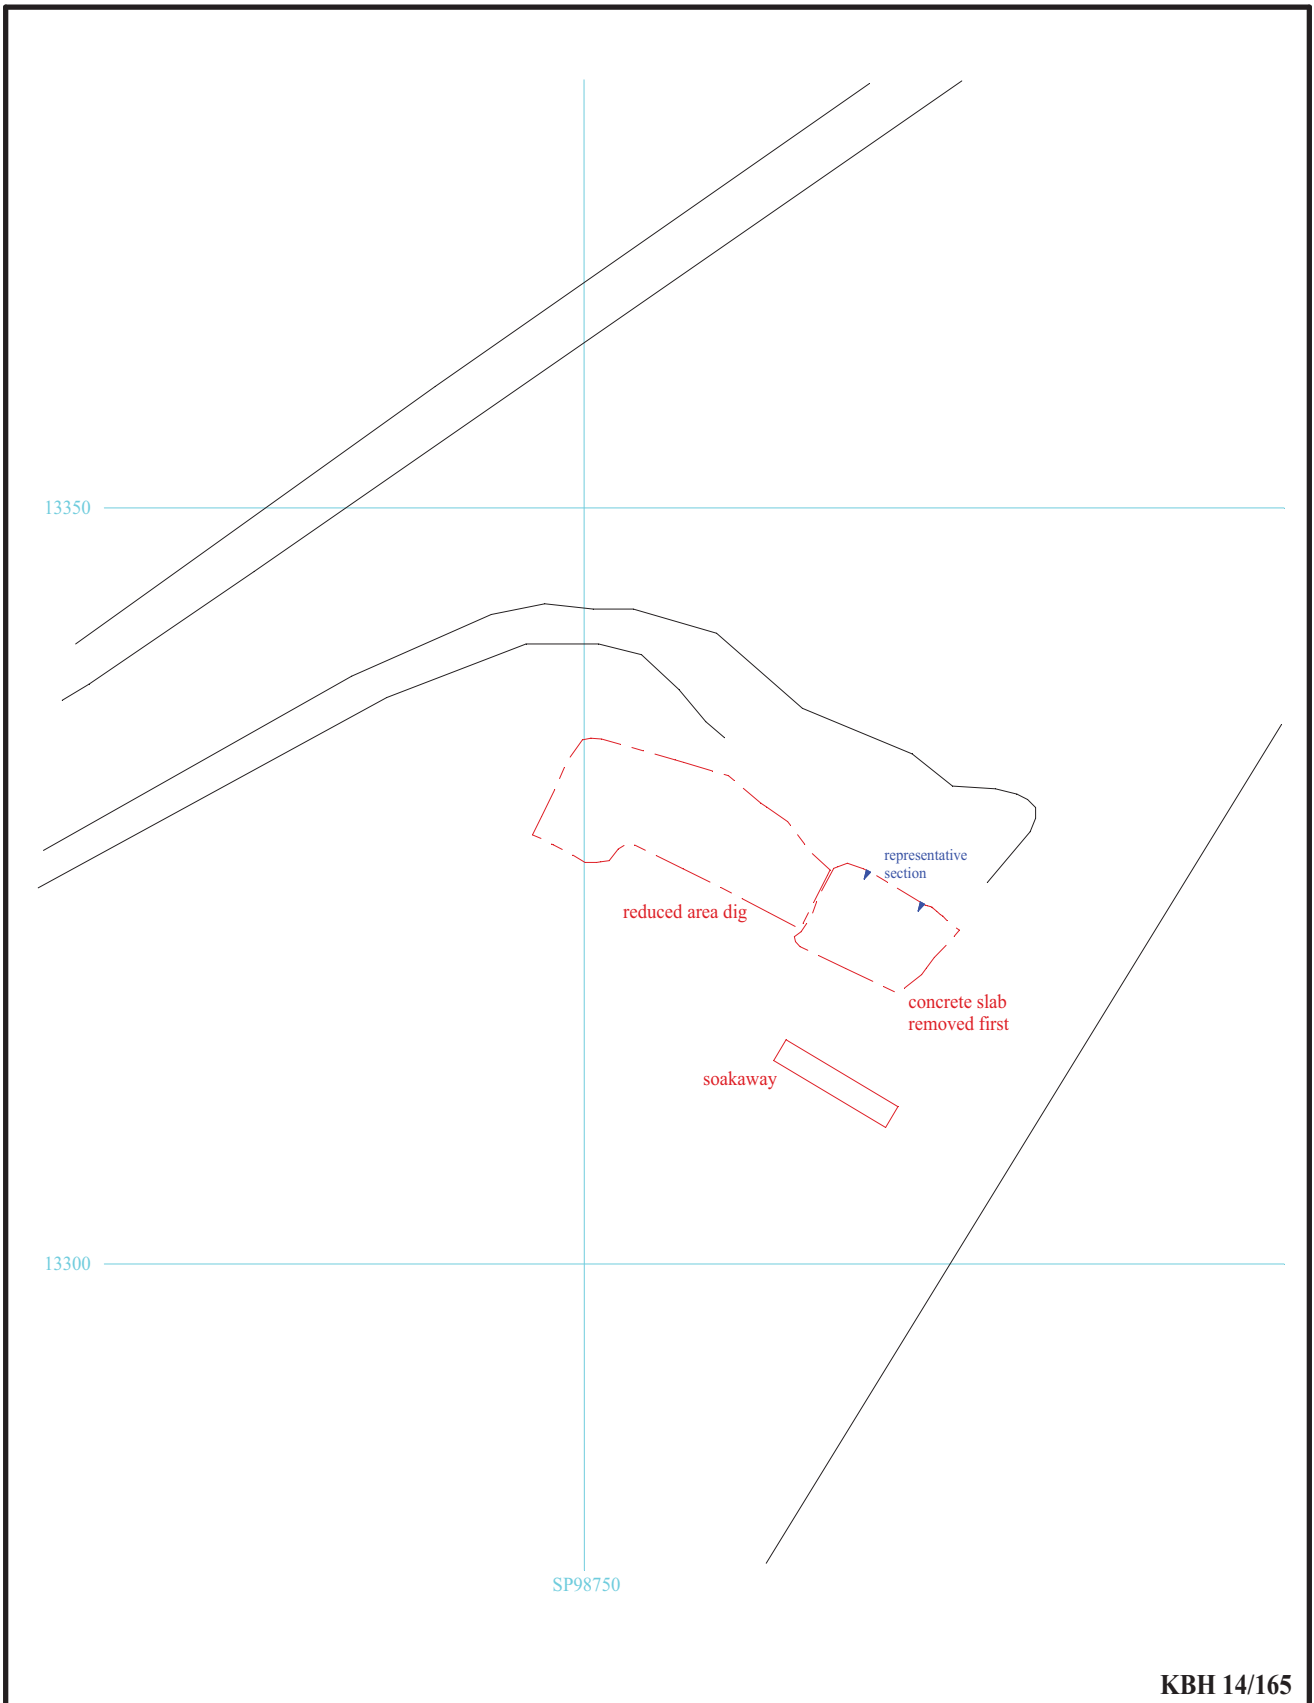 13350
representative
section
reduced area dig
concrete slab
removed first
soakaway
13300
SP98750
KBH 14/165